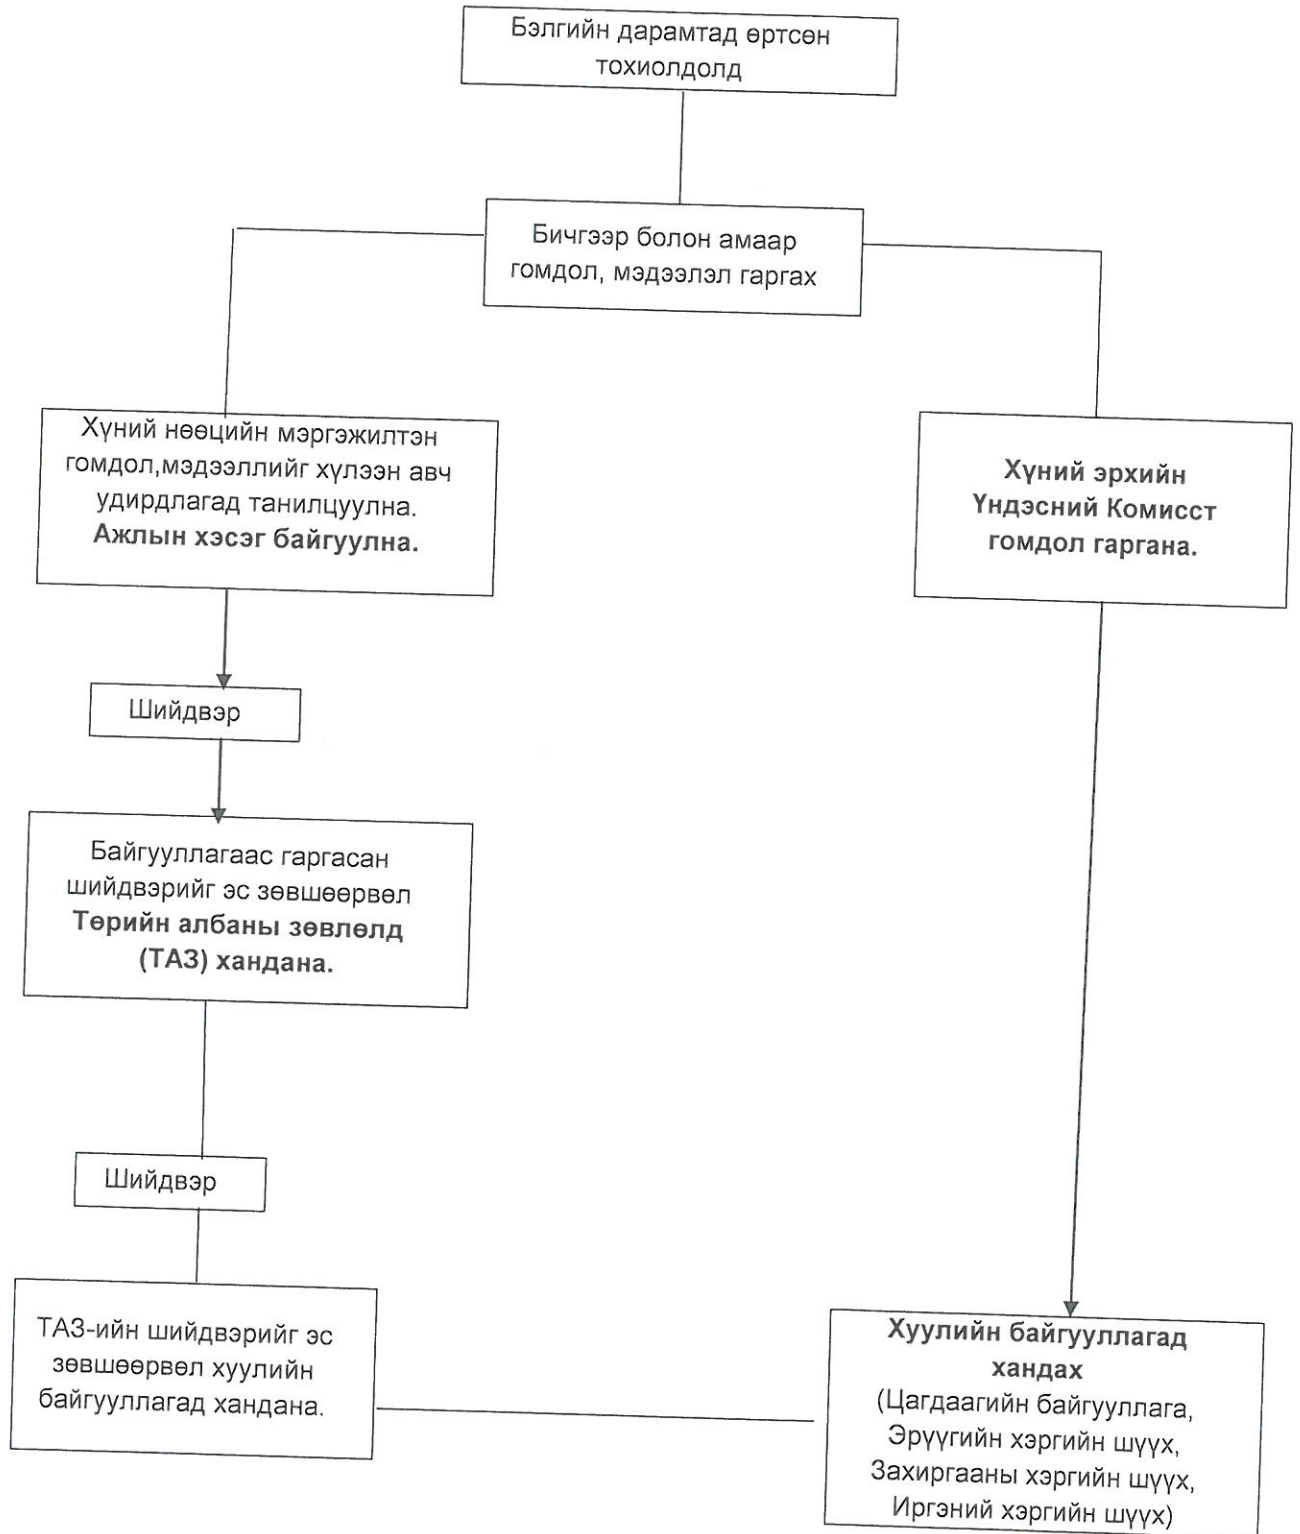 Бэлгийн дарамтад өртсөн
тохиолдолд
Бичгээр болон амаар
гомдол, мэдээлэл гаргах
Хүний нөөцийн мэргэжилтэн
гомдол,мэдээллийг хүлээн авч
удирдлагад танилцуулна.
Ажлын хэсэг байгуулна.
Хүний эрхийн
Үндэсний Комисст
гомдол гаргана.
Шийдвэр
Байгууллагаас гаргасан
шийдвэрийг эс зөвшөөрвөл
Төрийн албаны зөвлөлд
(ТАЗ) хандана.
Шийдвэр
ТАЗ-ийн шийдвэрийг эс
зөвшөөрвөл хуулийн
байгууллагад хандана.
Хуулийн байгууллагад
хандах
(Цагдаагийн байгууллага,
Эрүүгийн хэргийн шүүх,
Захиргааны хэргийн шүүх,
Иргэний хэргийн шүүх)